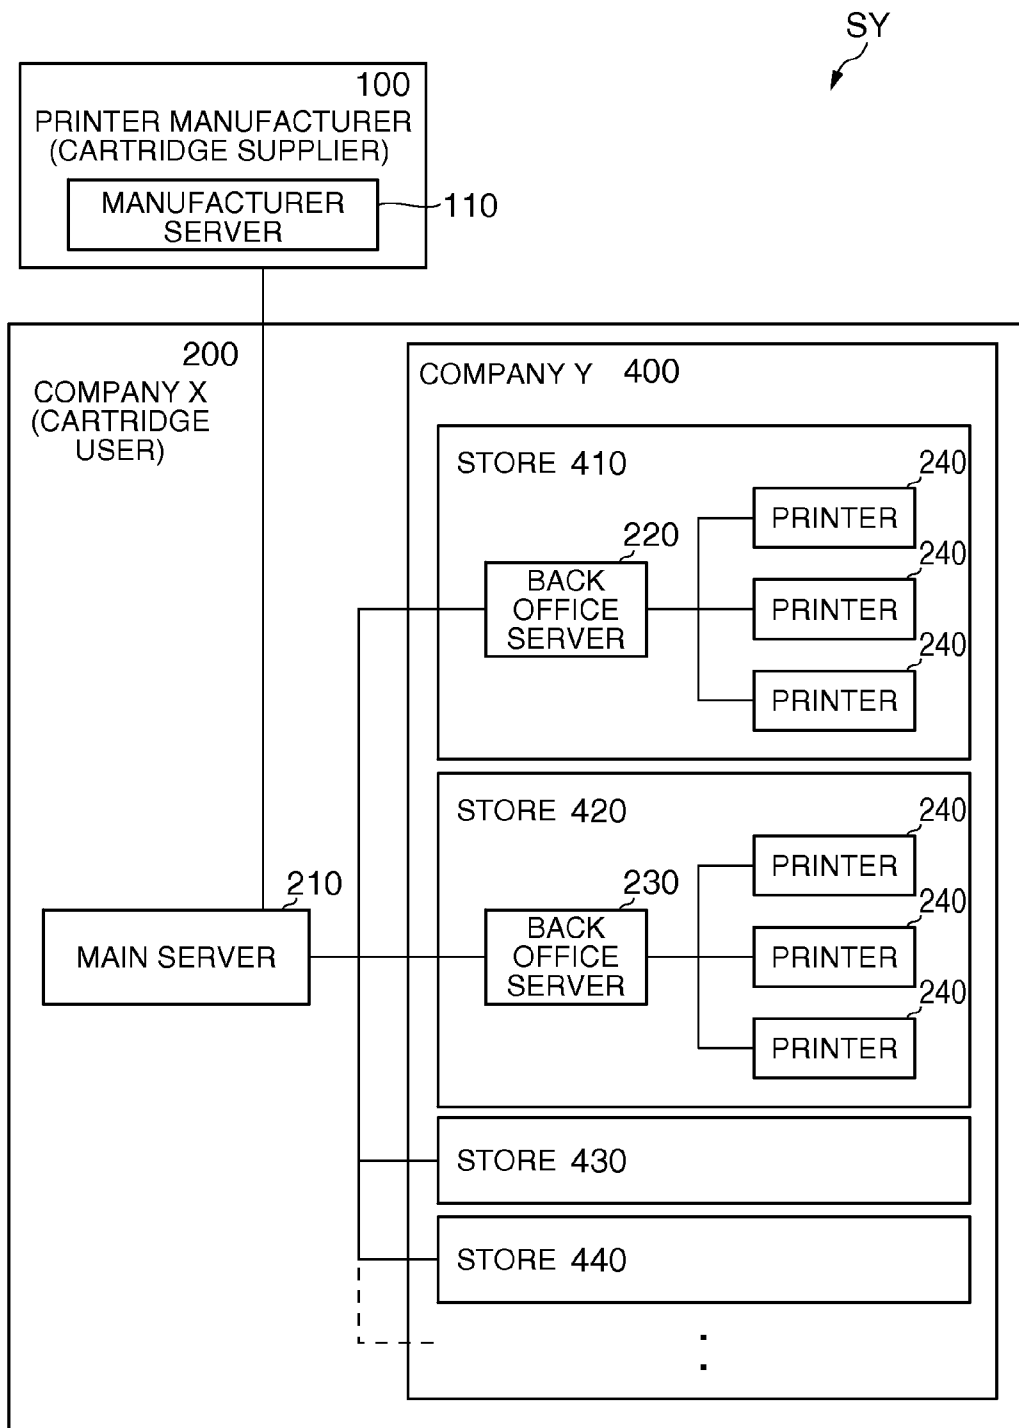 SY
100
PRINTER MANUFACTURER
(CARTRIDGE SUPPLIER)
MANUFACTURER
SERVER
110
200
COMPANY X
(CARTRIDGE
USER)
COMPANY Y 400
STORE 410
240
PRINTER
220
BACK
OFFICE
SERVER
240
PRINTER
240
PRINTER
STORE 420
240
PRINTER
210
MAIN SERVER
230
BACK
OFFICE
SERVER
240
PRINTER
240
PRINTER
STORE 430
STORE 440